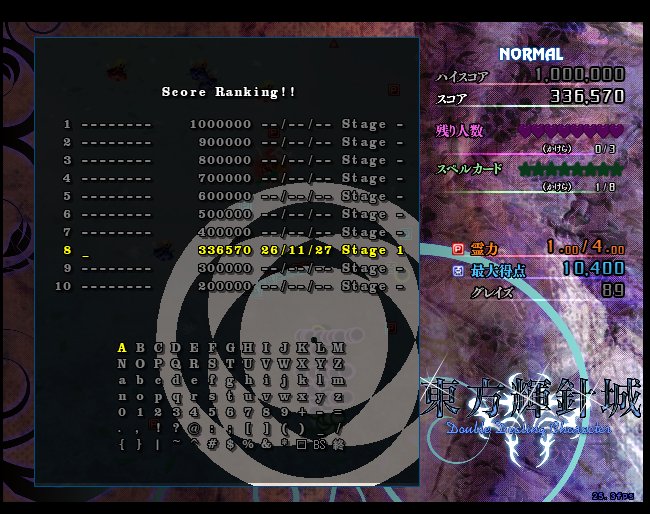 Score Ranking!!
1 -------- 1000000 --/--/-- Stage -
2 -------- 900000 --/--/-- Stage -
3 -------- 800000 --/--/-- Stage -
4 -------- 700000 --/--/-- Stage -
5 -------- 600000 --/--/-- Stage -
6 -------- 500000 --/--/-- Stage -
7 -------- 400000 --/--/-- Stage -
8 _ 336570 26/11/27 Stage 1
9 -------- 300000 --/--/-- Stage -
10 -------- 200000 --/--/-- Stage -
A B C D E F G H I J K L M
N O P Q R S T U V W X Y Z
a b c d e f g h i j k l m
n o p q r s t u v w x y z
0 1 2 3 4 5 6 7 8 9 + - =
. , ! ? @ : ; [ ] ( ) _ /
{ } | ~ ^ # $ % & * □ BS 終
NORMAL
ハイスコア 1,000,000
スコア 336,570
残り人数
(かけら) 0/3
スペルカード
(かけら) 1/8
P 霊力 1.00/4.00
最大得点 10,400
グレイズ 89
東方輝針城
Double Dealing Character